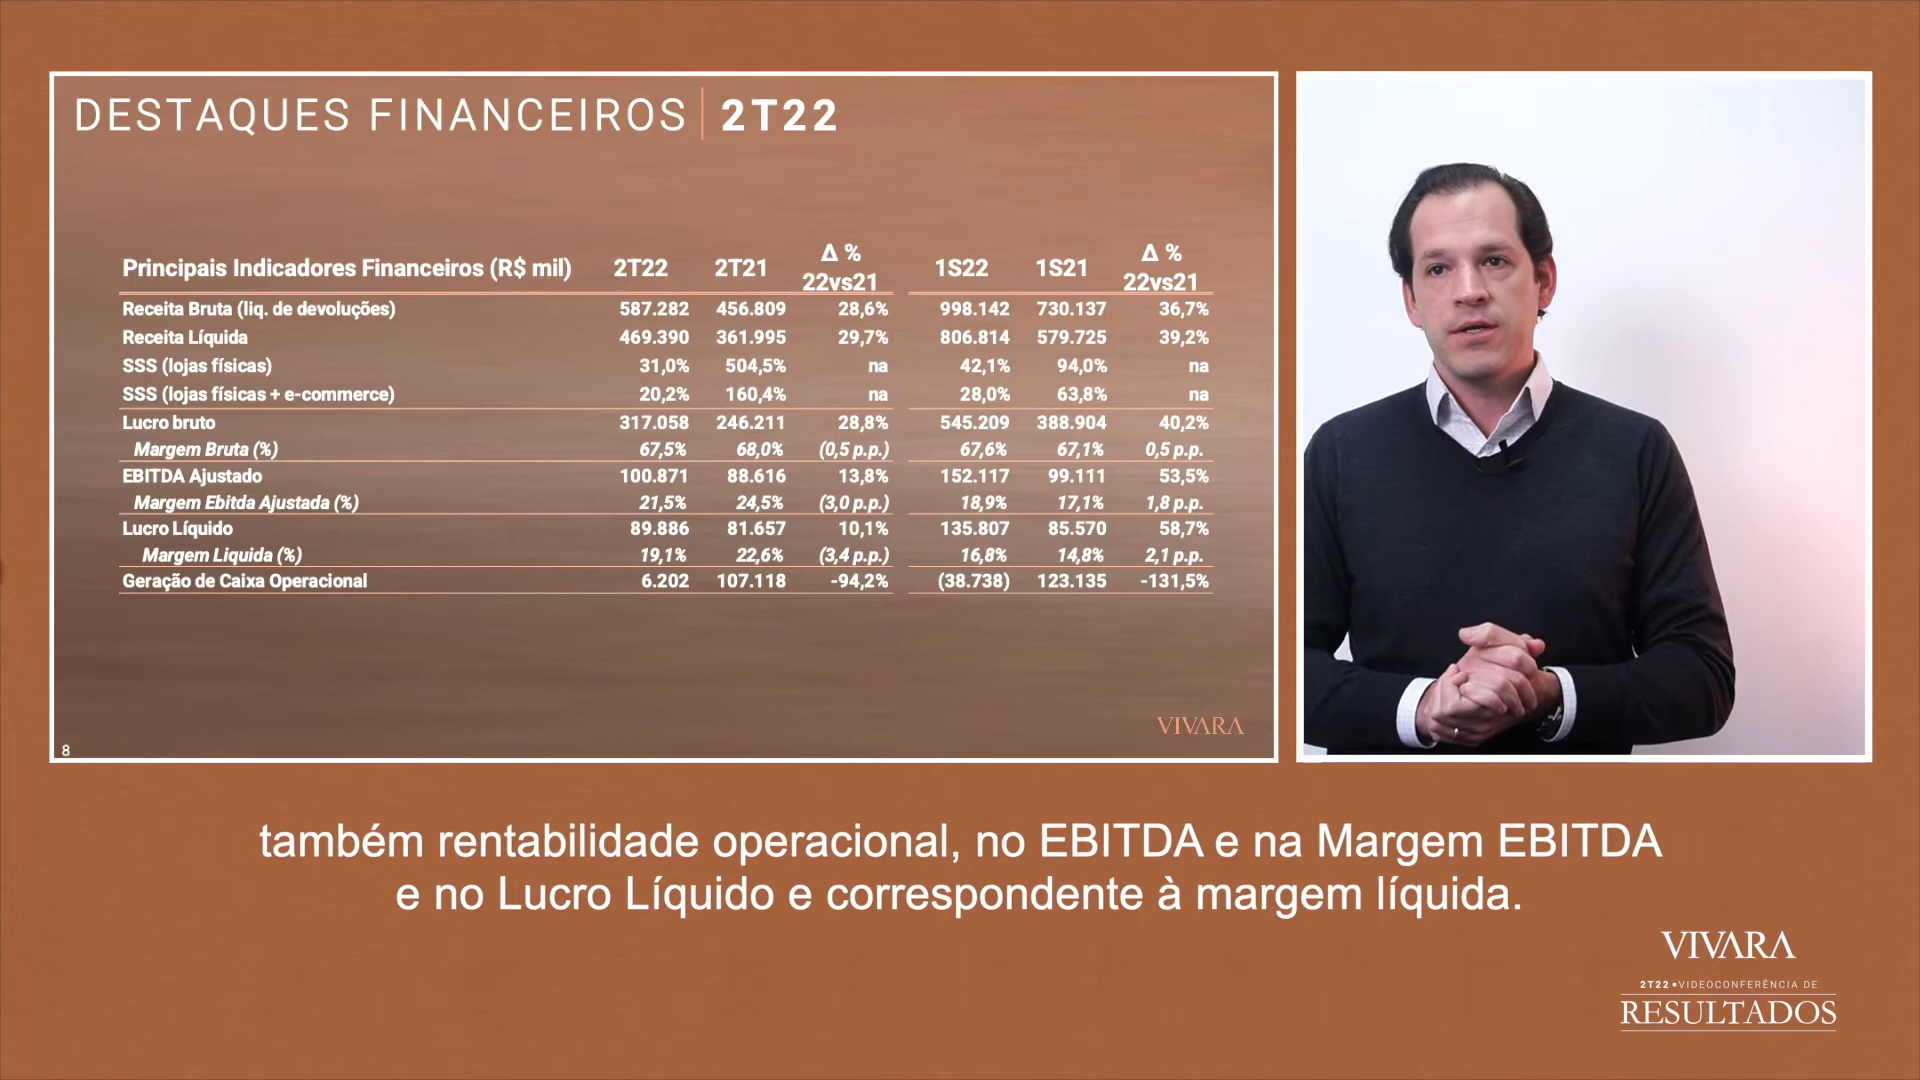 DESTAQUES FINANCEIROS | 2T22
Principais Indicadores Financeiros (R$ mil) 2T22 2T21 Δ % 22vs21 1S22 1S21 Δ % 22vs21
Receita Bruta (liq. de devoluções) 587.282 456.809 28,6% 998.142 730.137 36,7%
Receita Líquida 469.390 361.995 29,7% 806.814 579.725 39,2%
SSS (lojas físicas) 31,0% 504,5% na 42,1% 94,0% na
SSS (lojas físicas + e-commerce) 20,2% 160,4% na 28,0% 63,8% na
Lucro bruto 317.058 246.211 28,8% 545.209 388.904 40,2%
Margem Bruta (%) 67,5% 68,0% (0,5 p.p.) 67,6% 67,1% 0,5 p.p.
EBITDA Ajustado 100.871 88.616 13,8% 152.117 99.111 53,5%
Margem Ebitda Ajustada (%) 21,5% 24,5% (3,0 p.p.) 18,9% 17,1% 1,8 p.p.
Lucro Líquido 89.886 81.657 10,1% 135.807 85.570 58,7%
Margem Liquida (%) 19,1% 22,6% (3,4 p.p.) 16,8% 14,8% 2,1 p.p.
Geração de Caixa Operacional 6.202 107.118 -94,2% (38.738) 123.135 -131,5%
VIVARA
8
também rentabilidade operacional, no EBITDA e na Margem EBITDA
e no Lucro Líquido e correspondente à margem líquida.
VIVARA
2T22•VIDEOCONFERÊNCIA DE
RESULTADOS